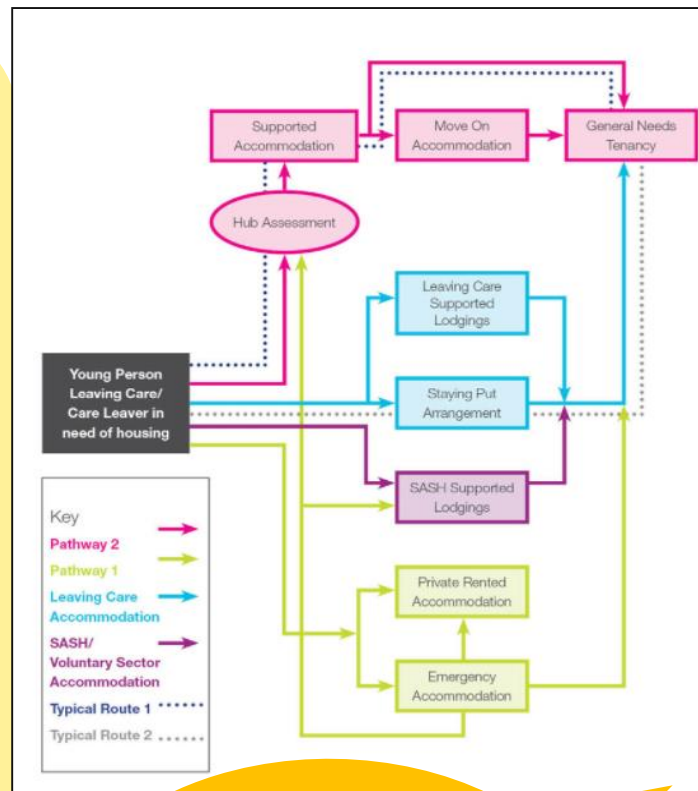 Supported
Accommodation
Move On
Accommodation
General Needs
Tenancy
Hub Assessment
Leaving Care
Supported
Lodgings
Young Person
Leaving Care/
Care Leaver in
need of housing
Staying Put
Arrangement
SASH Supported
Lodgings
Key
Pathway 2
Pathway 1
Leaving Care
Accommodation
SASH/
Voluntary Sector
Accommodation
Typical Route 1
Typical Route 2
Private Rented
Accommodation
Emergency
Accommodation